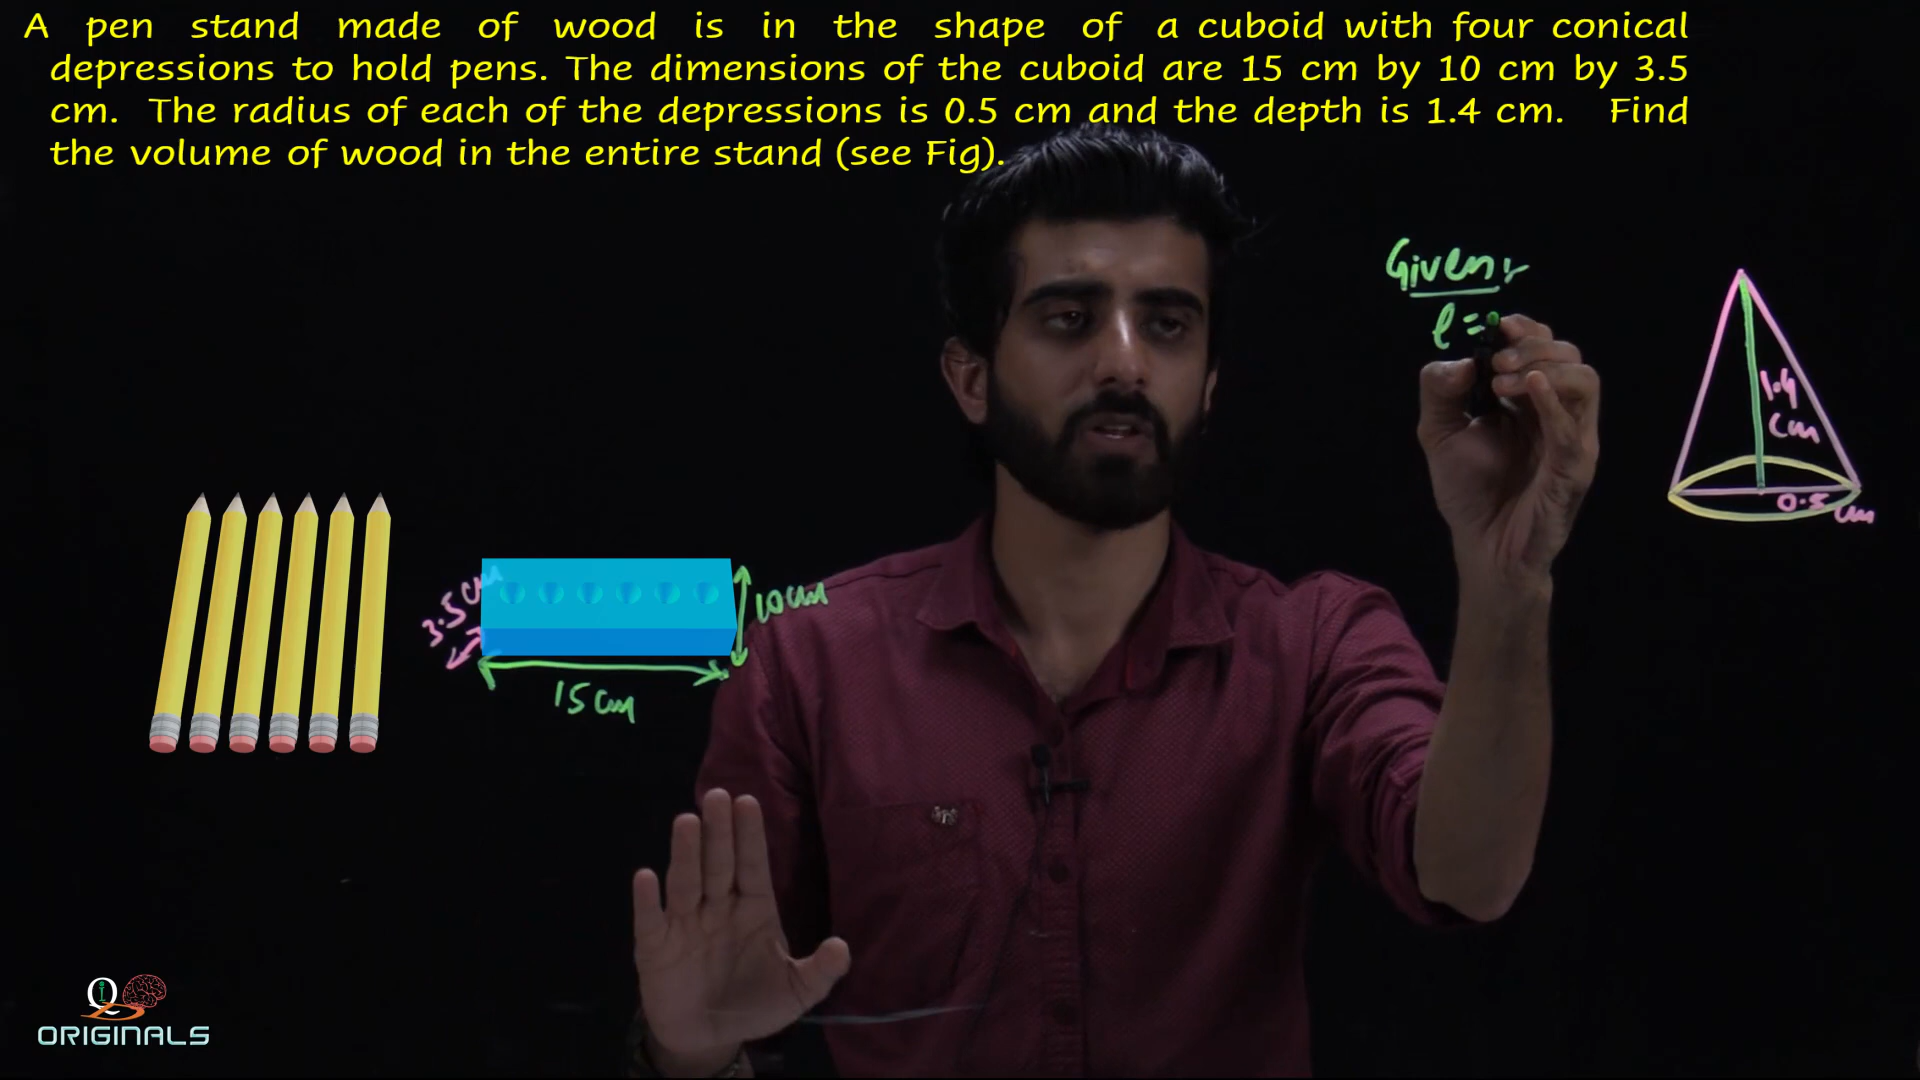 A pen stand made of wood is in the shape of a cuboid with four conical
depressions to hold pens. The dimensions of the cuboid are 15 cm by 10 cm by 3.5
cm. The radius of each of the depressions is 0.5 cm and the depth is 1.4 cm. Find
the volume of wood in the entire stand (see Fig).
Given:
l =
1.4
cm
0.5 cm
3.5 cm
10 cm
15 cm
ORIGINALS